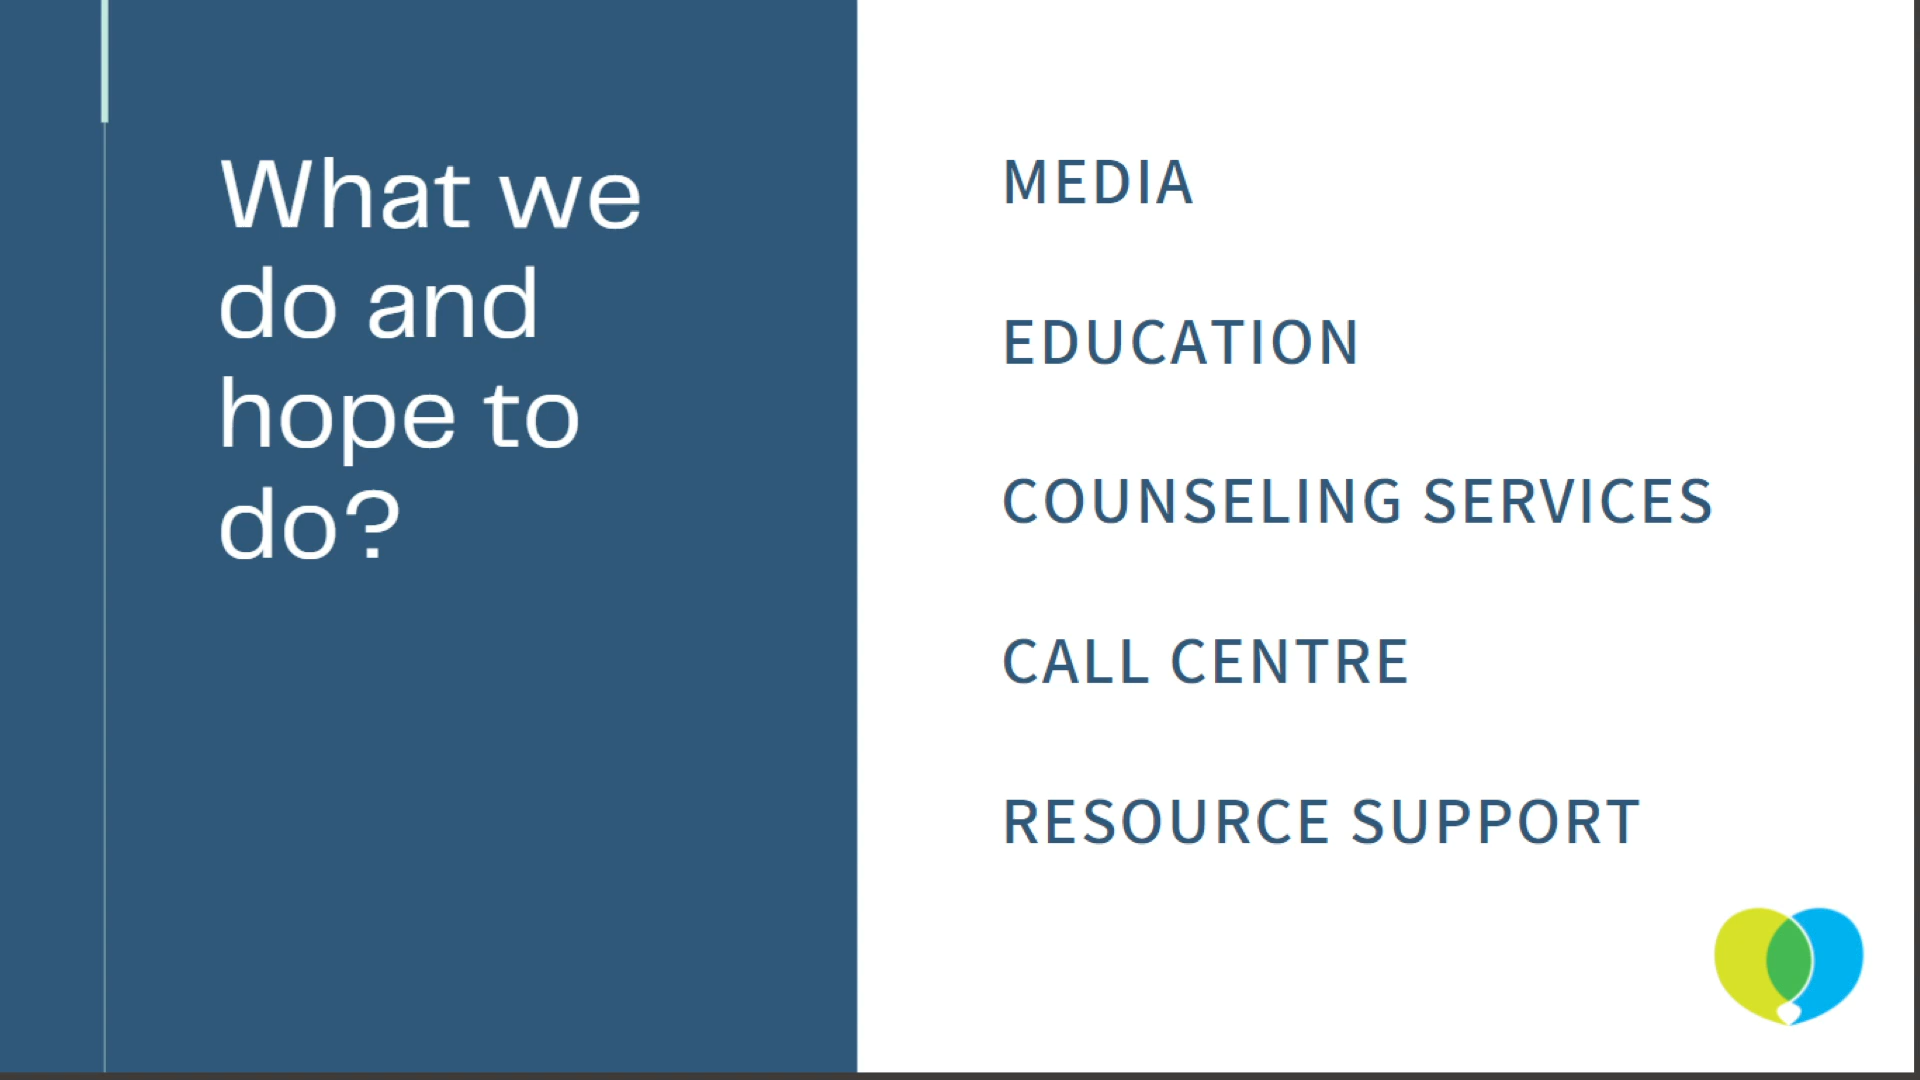 What we
do and
hope to
do?
MEDIA
EDUCATION
COUNSELING SERVICES
CALL CENTRE
RESOURCE SUPPORT